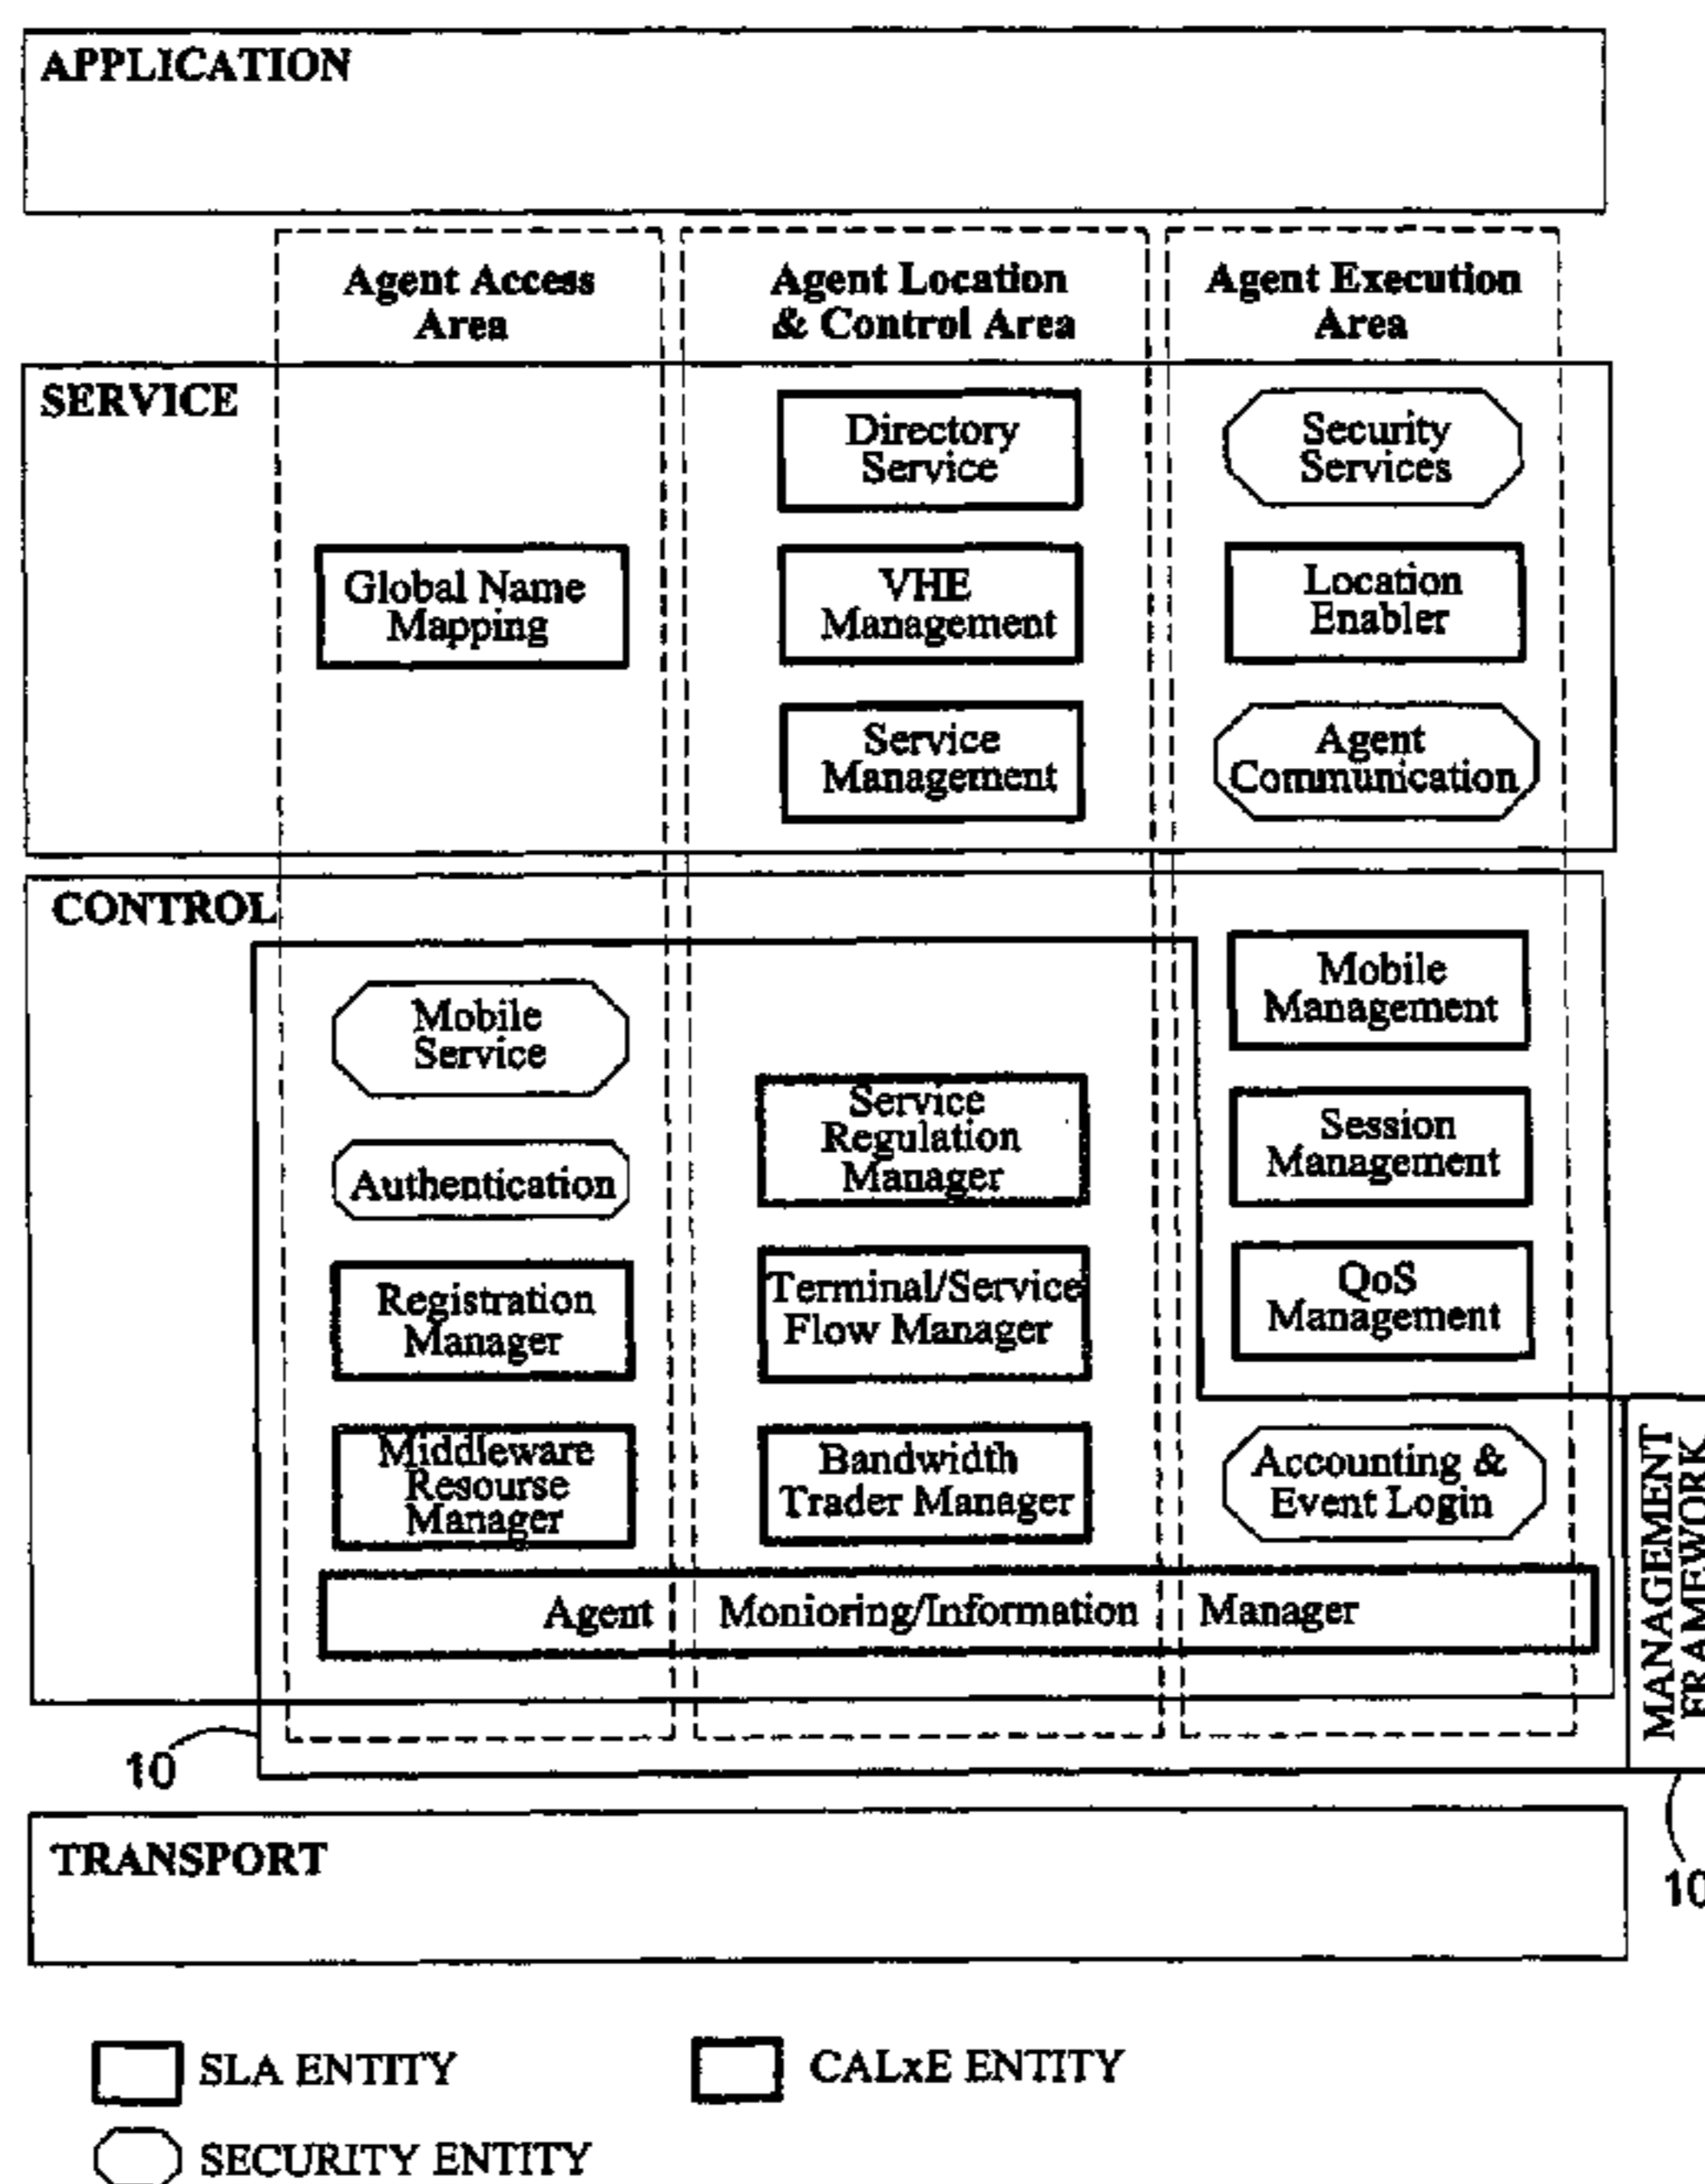 APPLICATION
Agent Access
Area
Agent Location
& Control Area
Agent Execution
Area
SERVICE
Global Name
Mapping
Directory
Service
VHE
Management
Service
Management
Security
Services
Location
Enabler
Agent
Communication
CONTROL
Mobile
Service
Authentication
Registration
Manager
Middleware
Resourse
Manager
Service
Regulation
Manager
Terminal/Service
Flow Manager
Bandwidth
Trader Manager
Mobile
Management
Session
Management
QoS
Management
Accounting &
Event Login
Agent Monioring/Information Manager
MANAGEMENT
FRAMEWORK
10
10
TRANSPORT
SLA ENTITY
CALxE ENTITY
SECURITY ENTITY